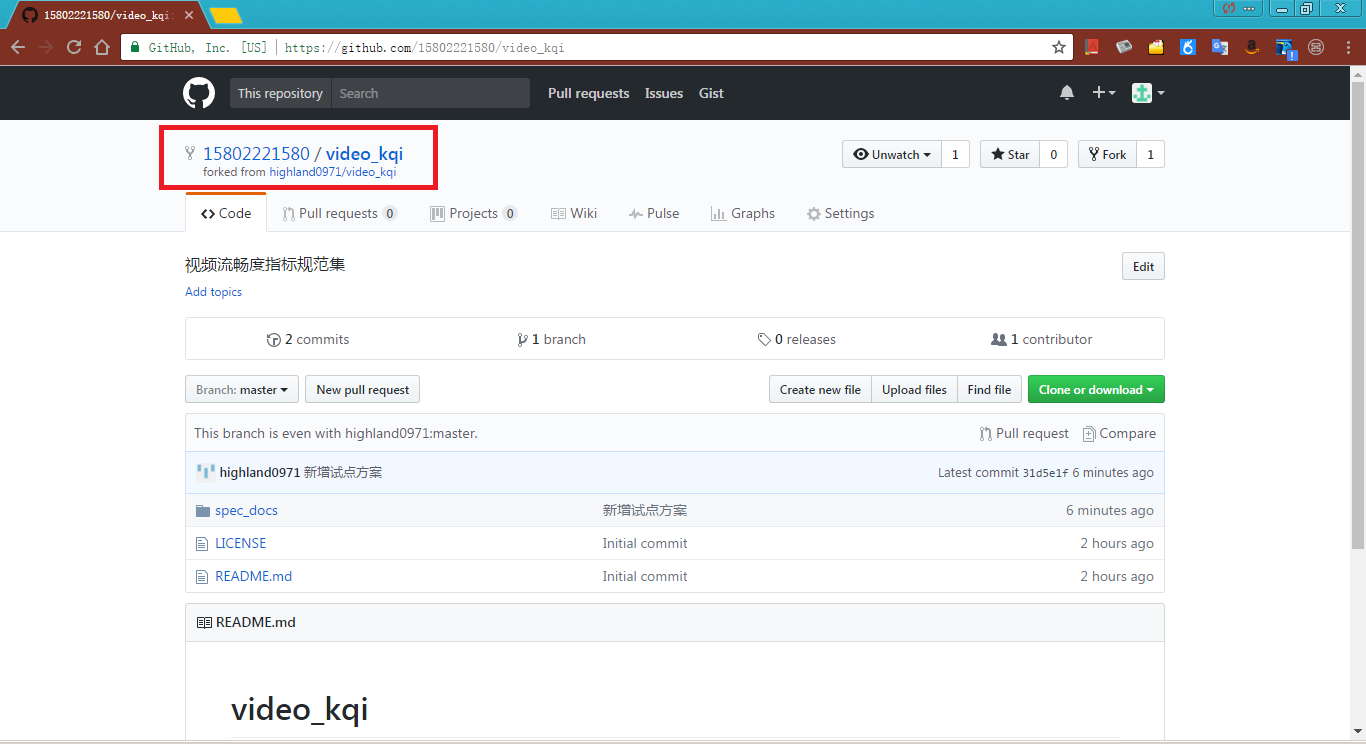 15802221580/video_kqi:
GitHub, Inc. [US] | https://github.com/15802221580/video_kqi
This repository Search Pull requests Issues Gist
15802221580 / video_kqi
forked from highland0971/video_kqi
Unwatch 1 Star 0 Fork 1
Code Pull requests 0 Projects 0 Wiki Pulse Graphs Settings
视频流畅度指标规范集
Edit
Add topics
2 commits 1 branch 0 releases 1 contributor
Branch: master New pull request Create new file Upload files Find file Clone or download
This branch is even with highland0971:master. Pull request Compare
highland0971 新增试点方案 Latest commit 31d5e1f 6 minutes ago
spec_docs 新增试点方案 6 minutes ago
LICENSE Initial commit 2 hours ago
README.md Initial commit 2 hours ago
README.md
video_kqi